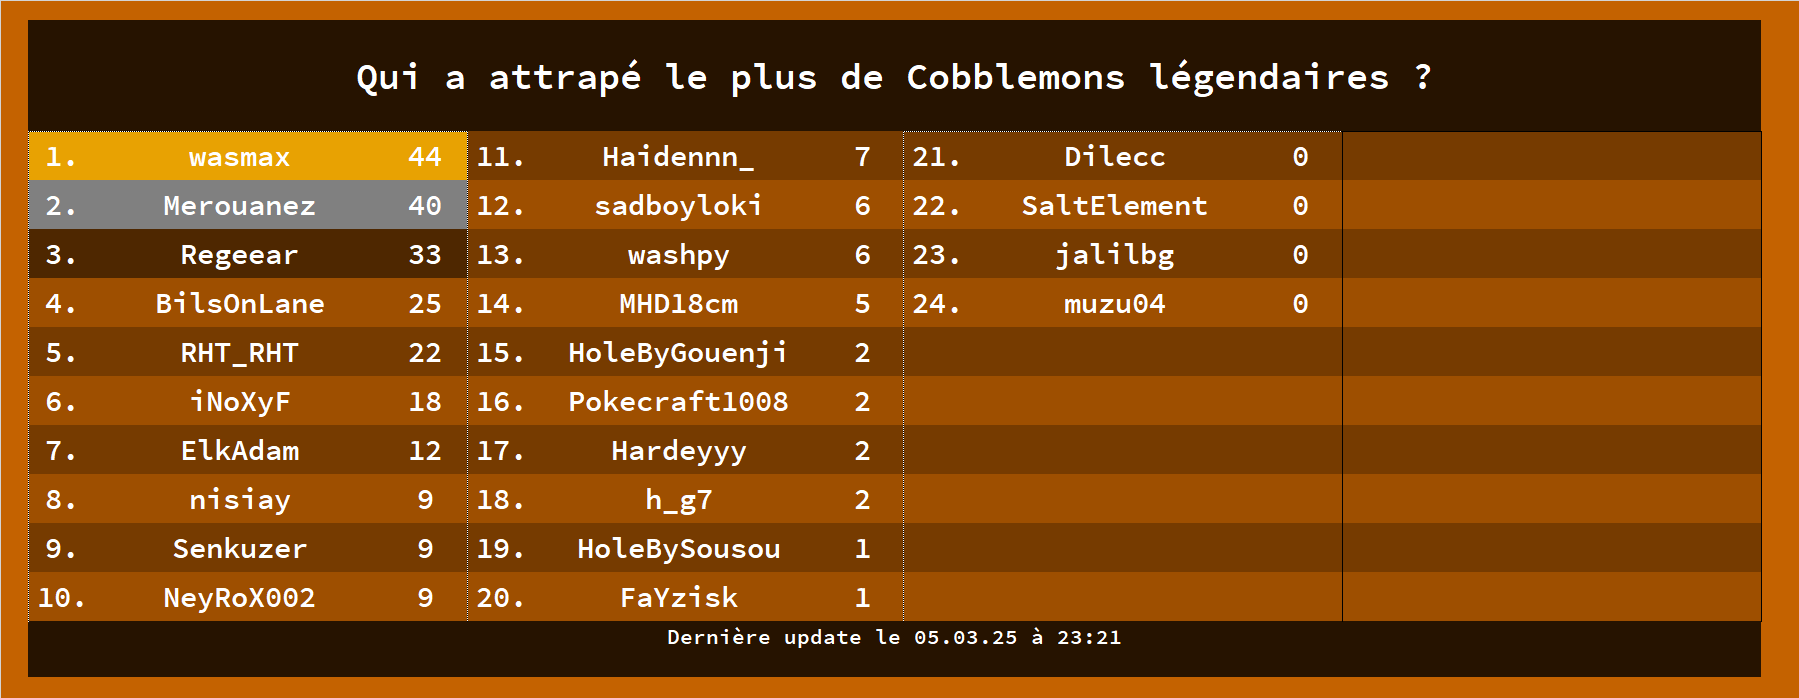 Qui a attrapé le plus de Cobblemons légendaires ?
1. wasmax 44
2. Merouanez 40
3. Regeear 33
4. BilsOnLane 25
5. RHT_RHT 22
6. iNoXyF 18
7. ElkAdam 12
8. nisiay 9
9. Senkuzer 9
10. NeyRoX002 9
11. Haidennn_ 7
12. sadboyloki 6
13. washpy 6
14. MHD18cm 5
15. HoleByGouenji 2
16. Pokecraft1008 2
17. Hardeyyy 2
18. h_g7 2
19. HoleBySousou 1
20. FaYzisk 1
21. Dilecc 0
22. SaltElement 0
23. jalilbg 0
24. muzu04 0
Dernière update le 05.03.25 à 23:21